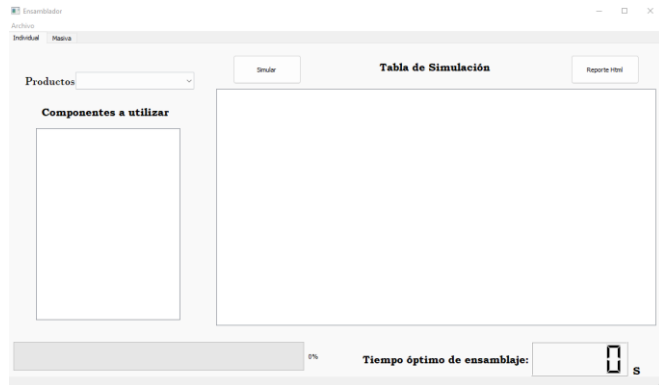 Ensamblador
Archivo
Individual Masiva
Productos
Simular
Tabla de Simulación
Reporte Html
Componentes a utilizar
0%
Tiempo óptimo de ensamblaje:
0 s